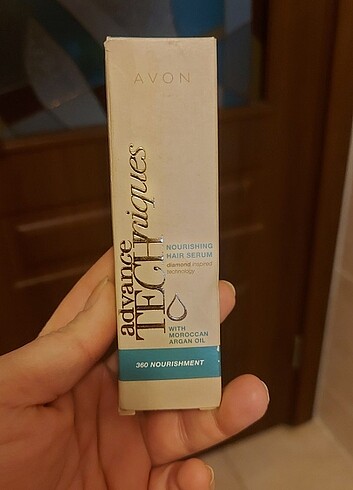 AVON
advance
TECHniques
NOURISHING
HAIR SERUM
diamond inspired
technology
WITH
MOROCCAN
ARGAN OIL
360 NOURISHMENT